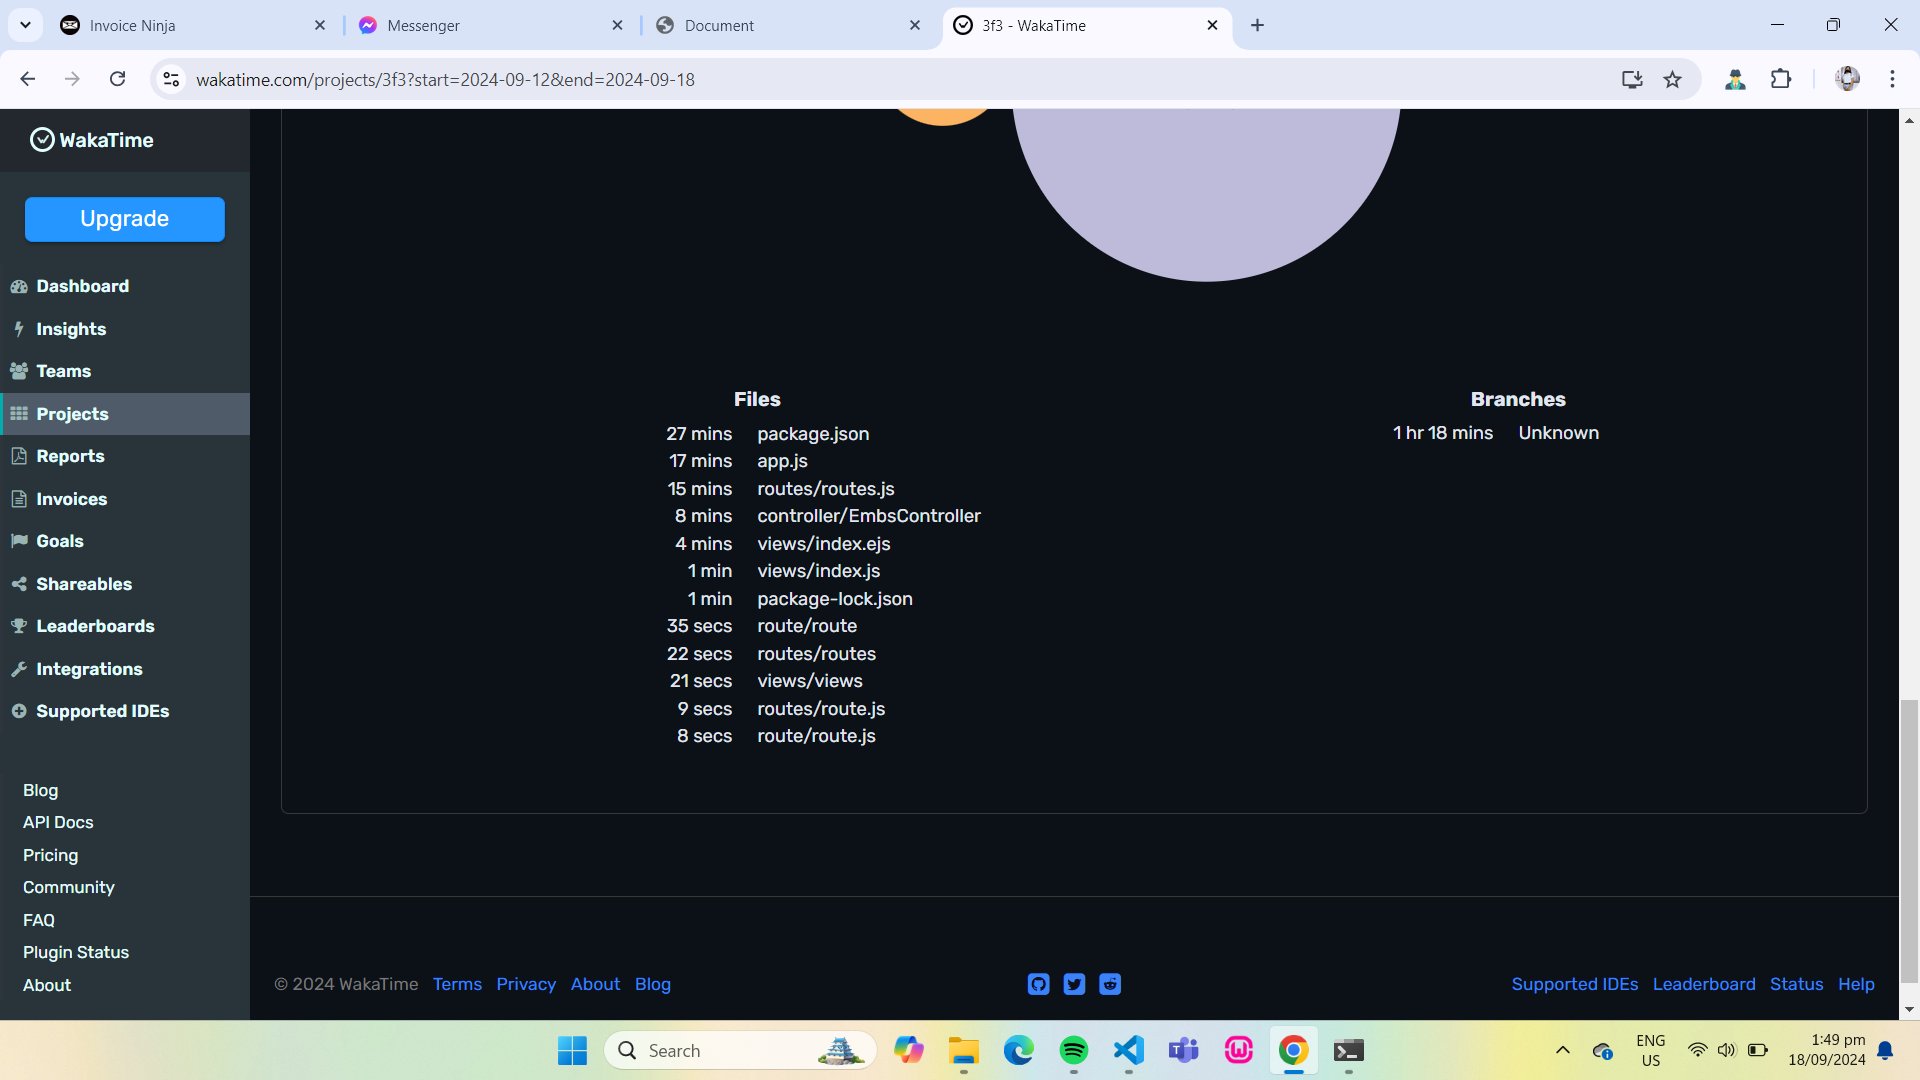 Invoice Ninja
Messenger
Document
3f3 - WakaTime
wakatime.com/projects/3f3?start=2024-09-12&end=2024-09-18
WakaTime
Upgrade
Dashboard
Insights
Teams
Projects
Reports
Invoices
Goals
Shareables
Leaderboards
Integrations
Supported IDEs
Blog
API Docs
Pricing
Community
FAQ
Plugin Status
About
Files
27 mins package.json
17 mins app.js
15 mins routes/routes.js
8 mins controller/EmbsController
4 mins views/index.ejs
1 min views/index.js
1 min package-lock.json
35 secs route/route
22 secs routes/routes
21 secs views/views
9 secs routes/route.js
8 secs route/route.js
Branches
1 hr 18 mins Unknown
© 2024 WakaTime Terms Privacy About Blog
Supported IDEs Leaderboard Status Help
Search
ENG
US
1:49 pm
18/09/2024